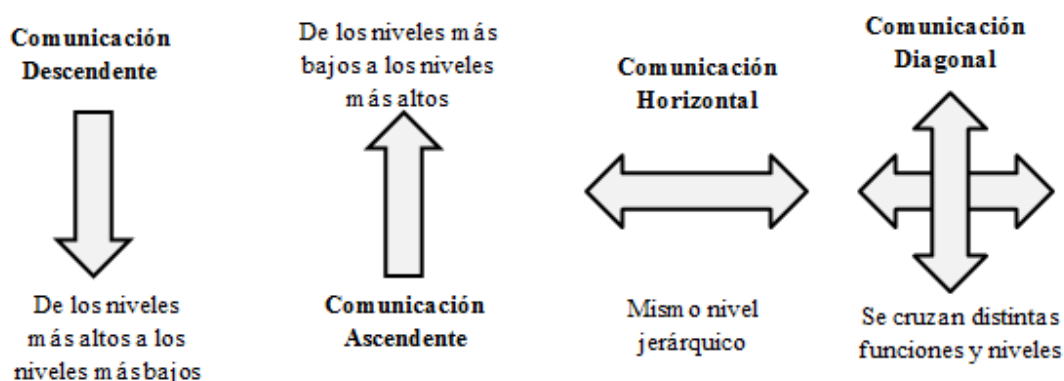 Comunicación
Descendente
De los niveles
más altos a los
niveles más bajos
De los niveles más
bajos a los niveles
más altos
Comunicación
Ascendente
Comunicación
Horizontal
Mismo nivel
jerárquico
Comunicación
Diagonal
Se cruzan distintas
funciones y niveles